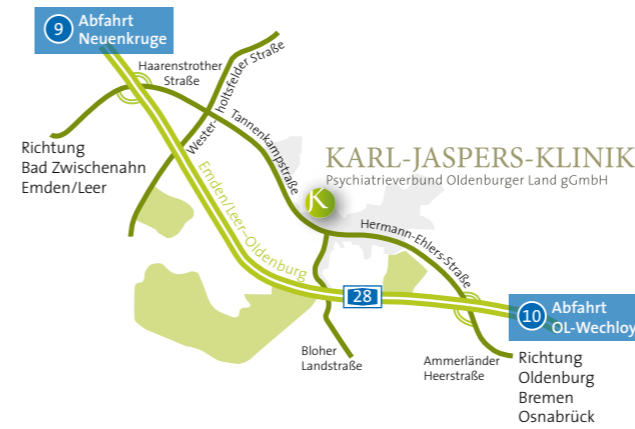 9 Abfahrt
Neuenkruge
Haarenstrother
Straße
Wester-holtsfelder Straße
Tannenkampstraße
Richtung
Bad Zwischenahn
Emden/Leer
KARL-JASPERS-KLINIK
Psychiatrieverbund Oldenburger Land gGmbH
JK
Hermann-Ehlers-Straße
Emden/Leer–Oldenburg
28
10 Abfahrt
OL-Wechloy
Bloher
Landstraße
Ammerländer
Heerstraße
Richtung
Oldenburg
Bremen
Osnabrück